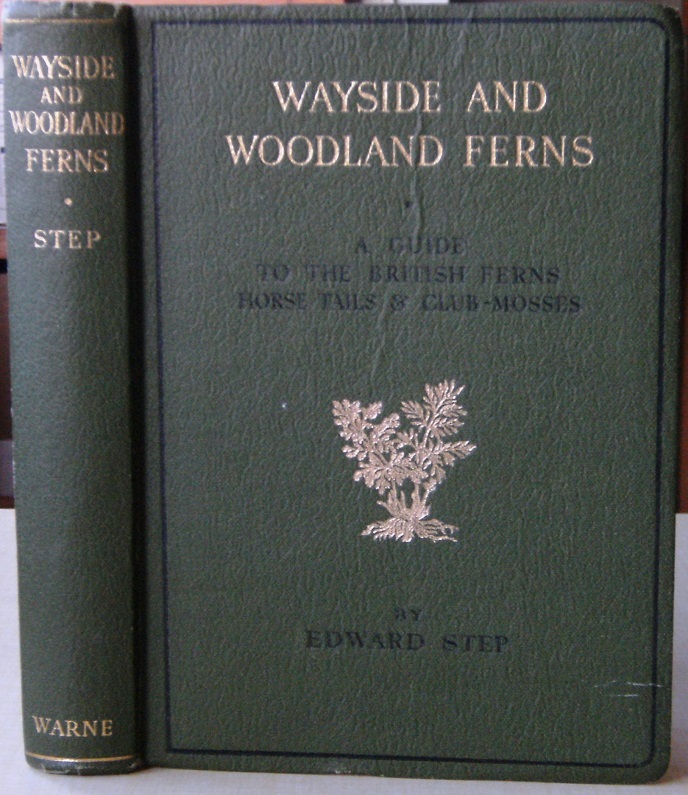 WAYSIDE
AND
WOODLAND
FERNS
STEP
WARNE
WAYSIDE AND
WOODLAND FERNS
A GUIDE
TO THE BRITISH FERNS
HORSE TAILS & CLUB-MOSSES
BY
EDWARD STEP